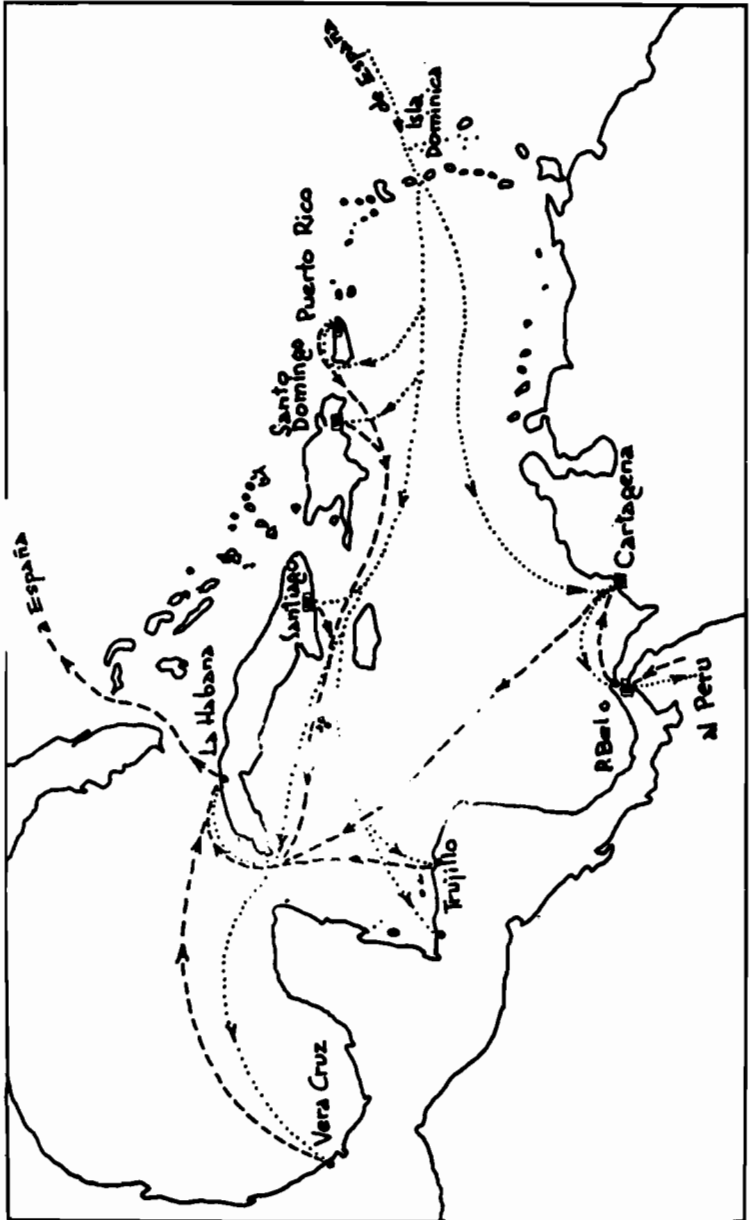 a España
de España
Isla
Dominica
La Habana
Santiago
Santo
Domingo
Puerto Rico
Vera Cruz
Trujillo
P.Belo
Cartagena
al Peru